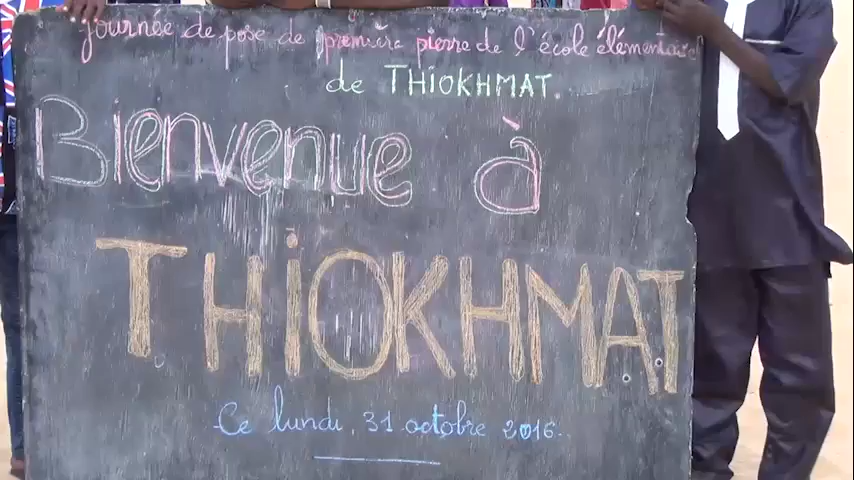 journée de pose de première pierre de l'école élémentaire
de THIOKHMAT.
Bienvenue à
THiOKHMAT
Ce lundi, 31 octobre 2016.